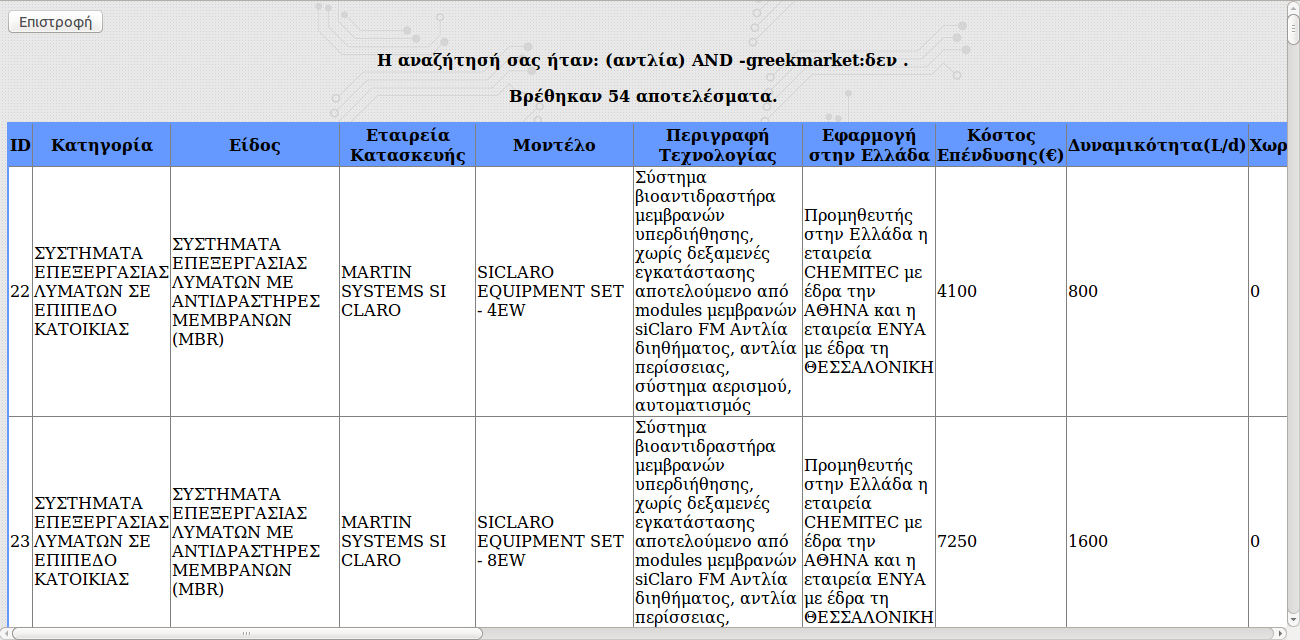 Επιστροφή
Η αναζήτησή σας ήταν: (αντλία) AND -greekmarket:δεν .
Βρέθηκαν 54 αποτελέσματα.
ID
Κατηγορία
Είδος
Εταιρεία
Κατασκευής
Μοντέλο
Περιγραφή
Τεχνολογίας
Εφαρμογή
στην Ελλάδα
Κόστος
Επένδυσης(€)
Δυναμικότητα(L/d)
Χωρ
22
ΣΥΣΤΗΜΑΤΑ
ΕΠΕΞΕΡΓΑΣΙΑΣ
ΛΥΜΑΤΩΝ ΣΕ
ΕΠΙΠΕΔΟ
ΚΑΤΟΙΚΙΑΣ
ΣΥΣΤΗΜΑΤΑ
ΕΠΕΞΕΡΓΑΣΙΑΣ
ΛΥΜΑΤΩΝ ΜΕ
ΑΝΤΙΔΡΑΣΤΗΡΕΣ
ΜΕΜΒΡΑΝΩΝ
(MBR)
MARTIN
SYSTEMS SI
CLARO
SICLARO
EQUIPMENT SET
- 4EW
Σύστημα
βιοαντιδραστήρα
μεμβρανών
υπερδιήθησης,
χωρίς δεξαμενές
εγκατάστασης
αποτελούμενο από
modules μεμβρανών
siClaro FM Αντλία
διηθήματος, αντλία
περίσσειας,
σύστημα αερισμού,
αυτοματισμός
Προμηθευτής
στην Ελλάδα η
εταιρεία
CHEMITEC με
έδρα την
ΑΘΗΝΑ και η
εταιρεία ENYA
με έδρα τη
ΘΕΣΣΑΛΟΝΙΚΗ
4100
800
0
23
ΣΥΣΤΗΜΑΤΑ
ΕΠΕΞΕΡΓΑΣΙΑΣ
ΛΥΜΑΤΩΝ ΣΕ
ΕΠΙΠΕΔΟ
ΚΑΤΟΙΚΙΑΣ
ΣΥΣΤΗΜΑΤΑ
ΕΠΕΞΕΡΓΑΣΙΑΣ
ΛΥΜΑΤΩΝ ΜΕ
ΑΝΤΙΔΡΑΣΤΗΡΕΣ
ΜΕΜΒΡΑΝΩΝ
(MBR)
MARTIN
SYSTEMS SI
CLARO
SICLARO
EQUIPMENT SET
- 8EW
Σύστημα
βιοαντιδραστήρα
μεμβρανών
υπερδιήθησης,
χωρίς δεξαμενές
εγκατάστασης
αποτελούμενο από
modules μεμβρανών
siClaro FM Αντλία
διηθήματος, αντλία
περίσσειας,
Προμηθευτής
στην Ελλάδα η
εταιρεία
CHEMITEC με
έδρα την
ΑΘΗΝΑ και η
εταιρεία ENYA
με έδρα τη
ΘΕΣΣΑΛΟΝΙΚΗ
7250
1600
0